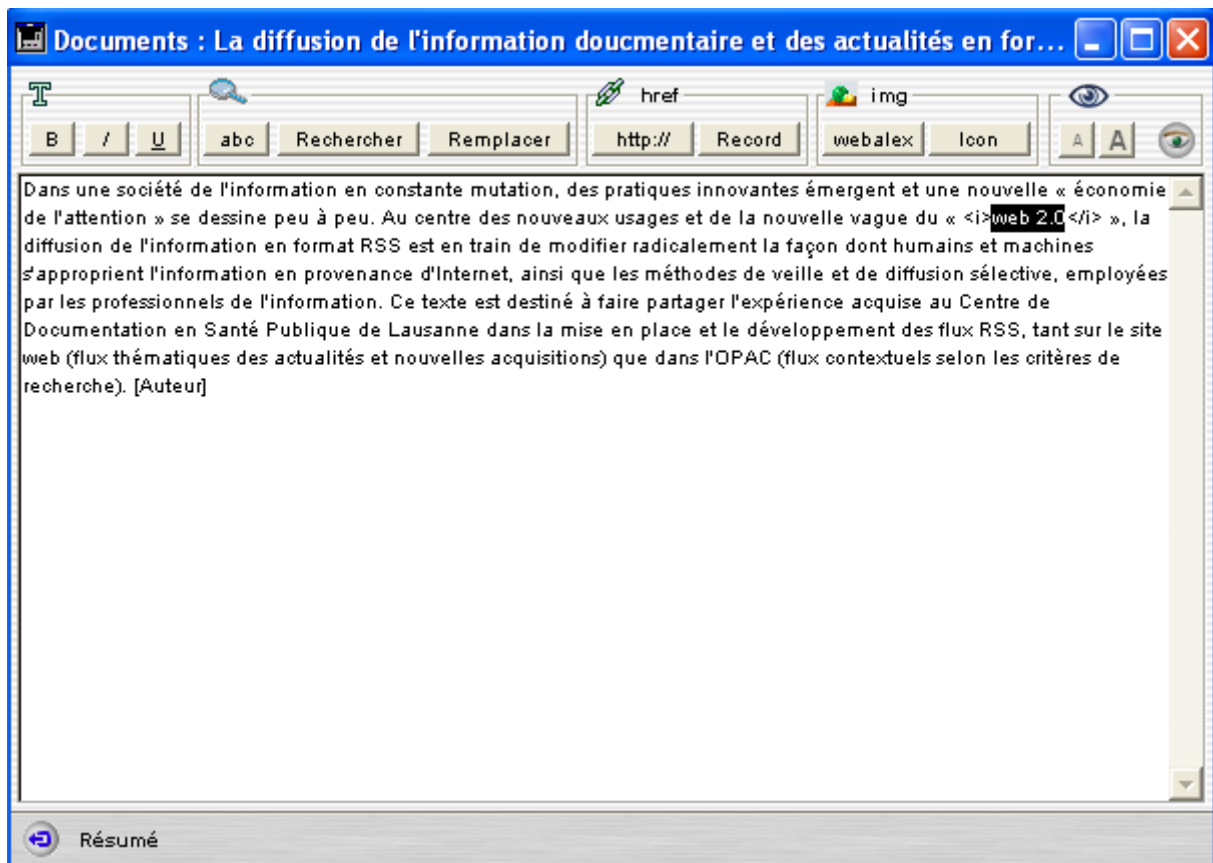 Documents : La diffusion de l'information doucmentaire et des actualités en for...
T
href
img
B I U
abc Rechercher Remplacer
http:// Record
webalex Icon
A A
Dans une société de l'information en constante mutation, des pratiques innovantes émergent et une nouvelle « économie
de l'attention » se dessine peu à peu. Au centre des nouveaux usages et de la nouvelle vague du « <i>web 2.0</i> », la
diffusion de l'information en format RSS est en train de modifier radicalement la façon dont humains et machines
s'approprient l'information en provenance d'Internet, ainsi que les méthodes de veille et de diffusion sélective, employées
par les professionnels de l'information. Ce texte est destiné à faire partager l'expérience acquise au Centre de
Documentation en Santé Publique de Lausanne dans la mise en place et le développement des flux RSS, tant sur le site
web (flux thématiques des actualités et nouvelles acquisitions) que dans l'OPAC (flux contextuels selon les critères de
recherche). [Auteur]
Résumé